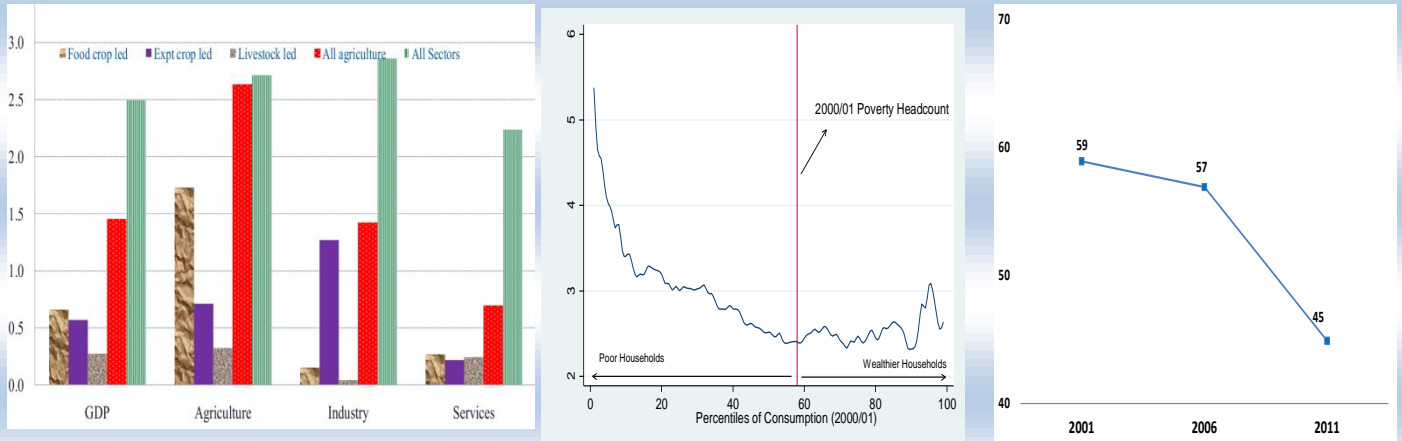 3.0
Food crop led Expt crop led Livestock led All agriculture All Sectors
2.5
2.0
1.5
1.0
0.5
0.0
GDP Agriculture Industry Services
6
5
4
3
2
2000/01 Poverty Headcount
Poor Households
Wealthier Households
0 20 40 60 80 100
Percentiles of Consumption (2000/01)
70
60
50
40
59
57
45
2001 2006 2011